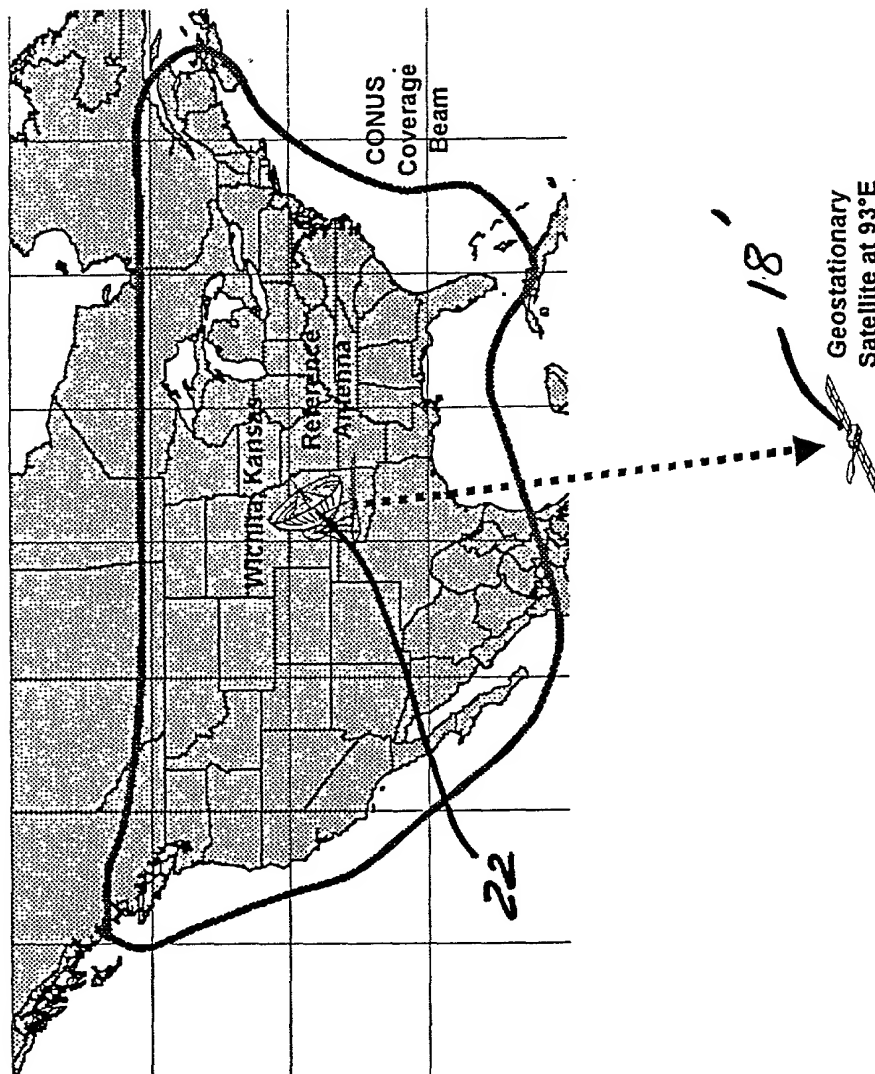 CONUS
Coverage
Beam
Wichita, Kansas
Reference
Antenna
22
18
Geostationary
Satellite at 93°E